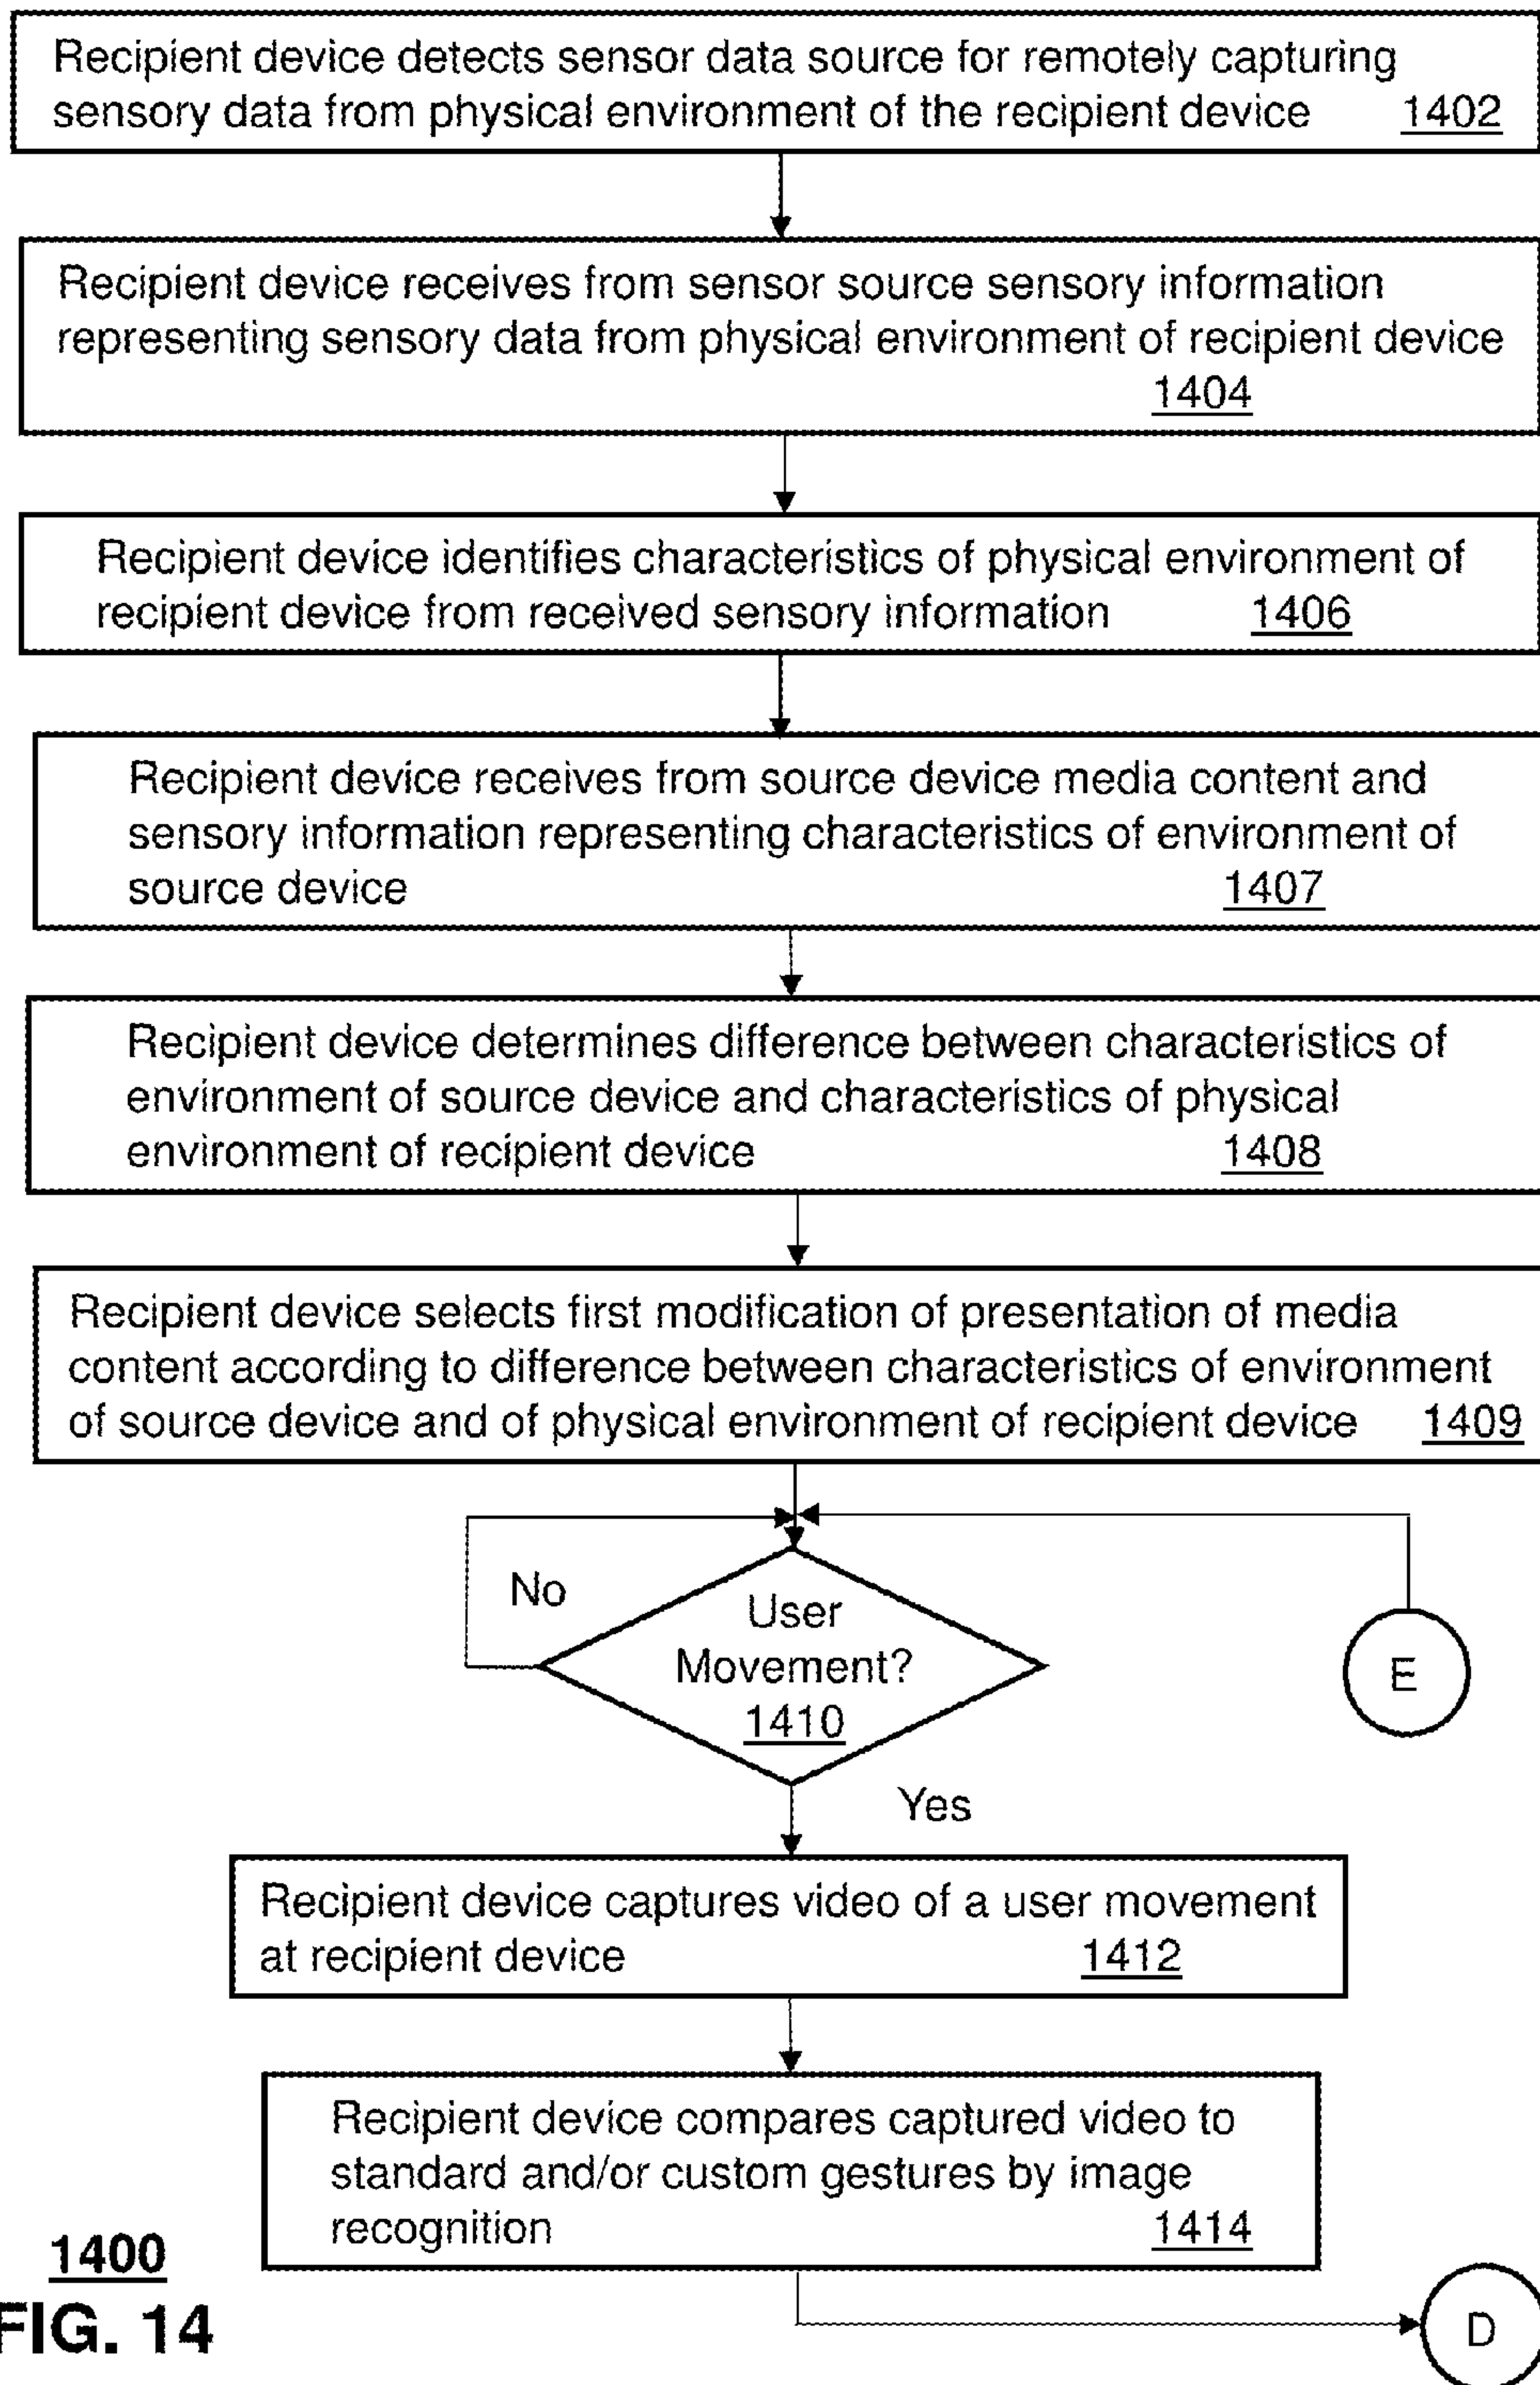 Recipient device detects sensor data source for remotely capturing
sensory data from physical environment of the recipient device 1402
Recipient device receives from sensor source sensory information
representing sensory data from physical environment of recipient device
1404
Recipient device identifies characteristics of physical environment of
recipient device from received sensory information 1406
Recipient device receives from source device media content and
sensory information representing characteristics of environment of
source device 1407
Recipient device determines difference between characteristics of
environment of source device and characteristics of physical
environment of recipient device 1408
Recipient device selects first modification of presentation of media
content according to difference between characteristics of environment
of source device and of physical environment of recipient device 1409
No
User
Movement?
1410
E
Yes
Recipient device captures video of a user movement
at recipient device 1412
Recipient device compares captured video to
standard and/or custom gestures by image
recognition 1414
1400
FIG. 14
D